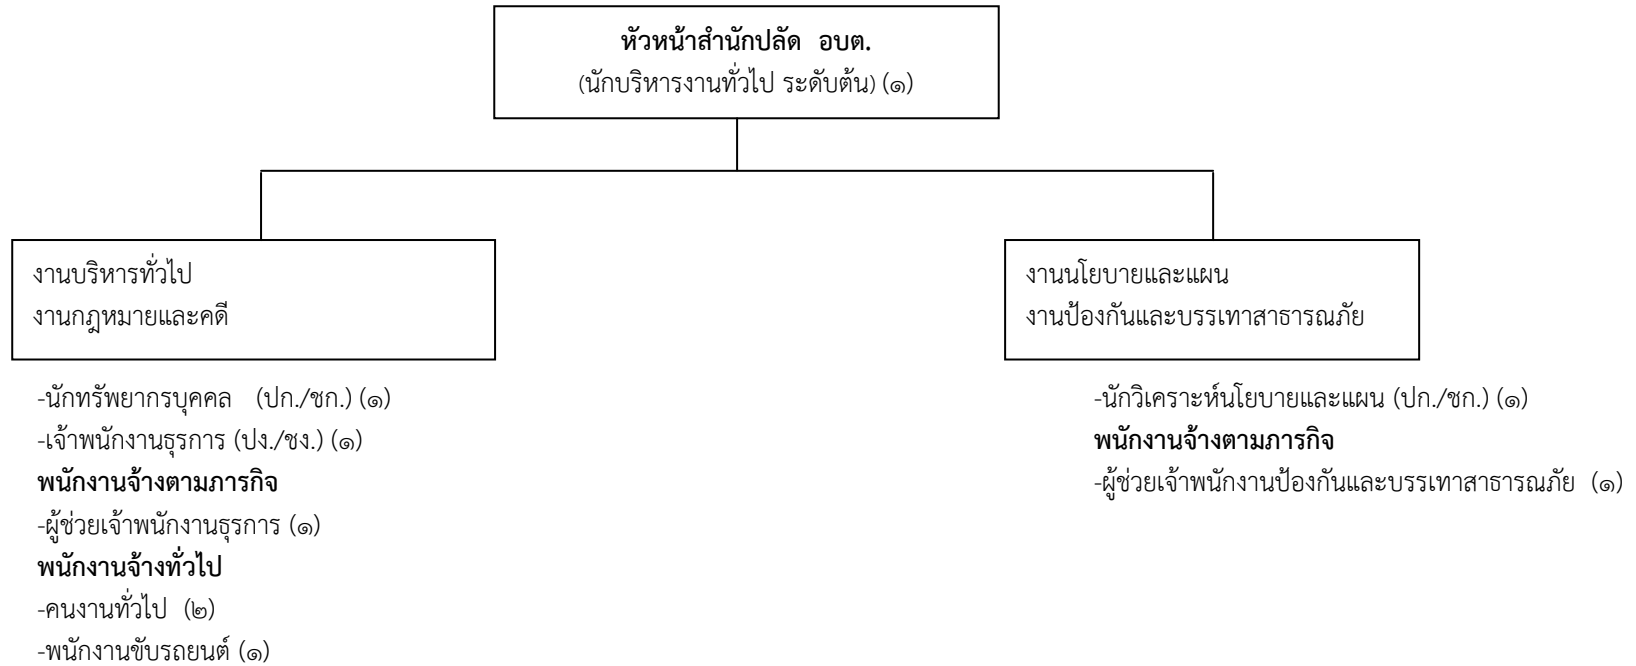 หัวหน้าสำนักปลัด อบต.
(นักบริหารงานทั่วไป ระดับต้น) (๑)
งานบริหารทั่วไป
งานกฎหมายและคดี
-นักทรัพยากรบุคคล (ปก./ชก.) (๑)
-เจ้าพนักงานธุรการ (ปง./ชง.) (๑)
พนักงานจ้างตามภารกิจ
-ผู้ช่วยเจ้าพนักงานธุรการ (๑)
พนักงานจ้างทั่วไป
-คนงานทั่วไป (๒)
-พนักงานขับรถยนต์ (๑)
งานนโยบายและแผน
งานป้องกันและบรรเทาสาธารณภัย
-นักวิเคราะห์นโยบายและแผน (ปก./ชก.) (๑)
พนักงานจ้างตามภารกิจ
-ผู้ช่วยเจ้าพนักงานป้องกันและบรรเทาสาธารณภัย (๑)